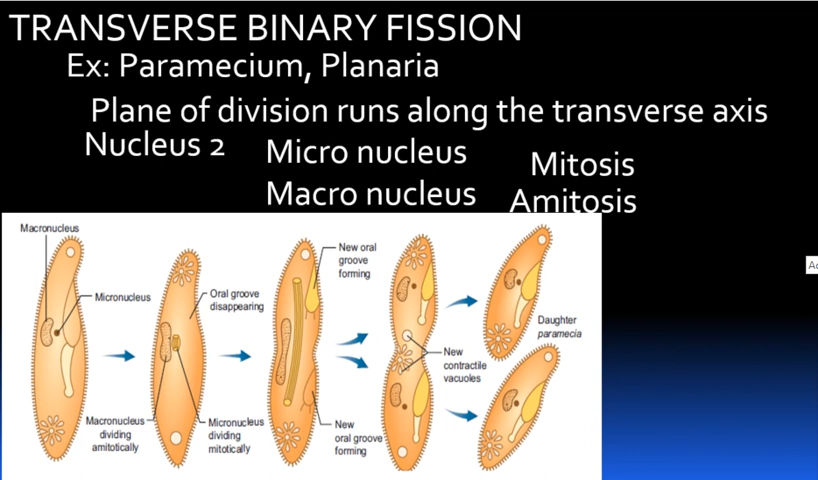 TRANSVERSE BINARY FISSION
Ex: Paramecium, Planaria
Plane of division runs along the transverse axis
Nucleus 2
Micro nucleus
Mitosis
Macro nucleus
Amitosis
Macronucleus
Micronucleus
Oral groove
disappearing
Macronucleus
dividing
amitotically
Micronucleus
dividing
mitotically
New oral
groove
forming
New
oral groove
forming
New
contractile
vacuoles
Daughter
paramecia